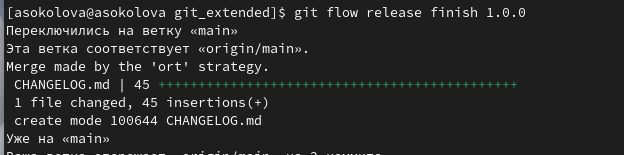 [asokolova@asokolova git_extended]$ git flow release finish 1.0.0
Переключились на ветку «main»
Эта ветка соответствует «origin/main».
Merge made by the 'ort' strategy.
CHANGELOG.md | 45 +++++++++++++++++++++++++++++++++++++++++++++
1 file changed, 45 insertions(+)
create mode 100644 CHANGELOG.md
Уже на «main»